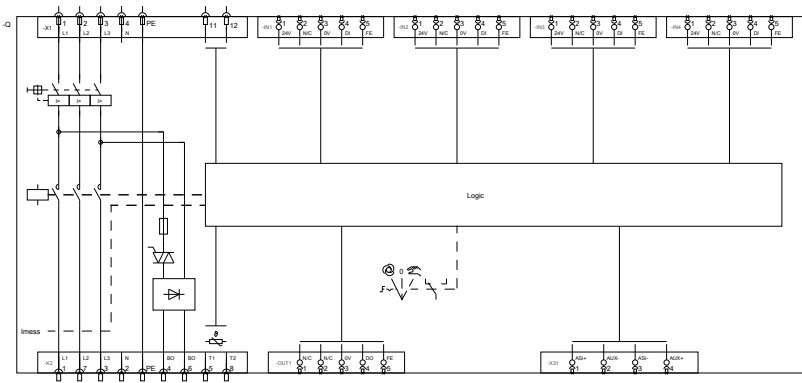 -Q
-X1 1 2 3 4 PE 11 12
L1 L2 L3 N
-IN1 1 2 3 4 5
24V N/C 0V DI FE
-IN2 1 2 3 4 5
24V N/C 0V DI FE
-IN3 1 2 3 4 5
24V N/C 0V DI FE
-IN4 1 2 3 4 5
24V N/C 0V DI FE
I> I> I>
Logic
0
Imess
ϑ
-X2 L1 L2 L3 N BD BD T1 T2
1 7 3 2 PE 4 6 5 8
-OUT1 N/C N/C 0V DO FE
1 2 3 4 5
-X31 ASi+ AUX- ASi- AUX+
1 2 3 4